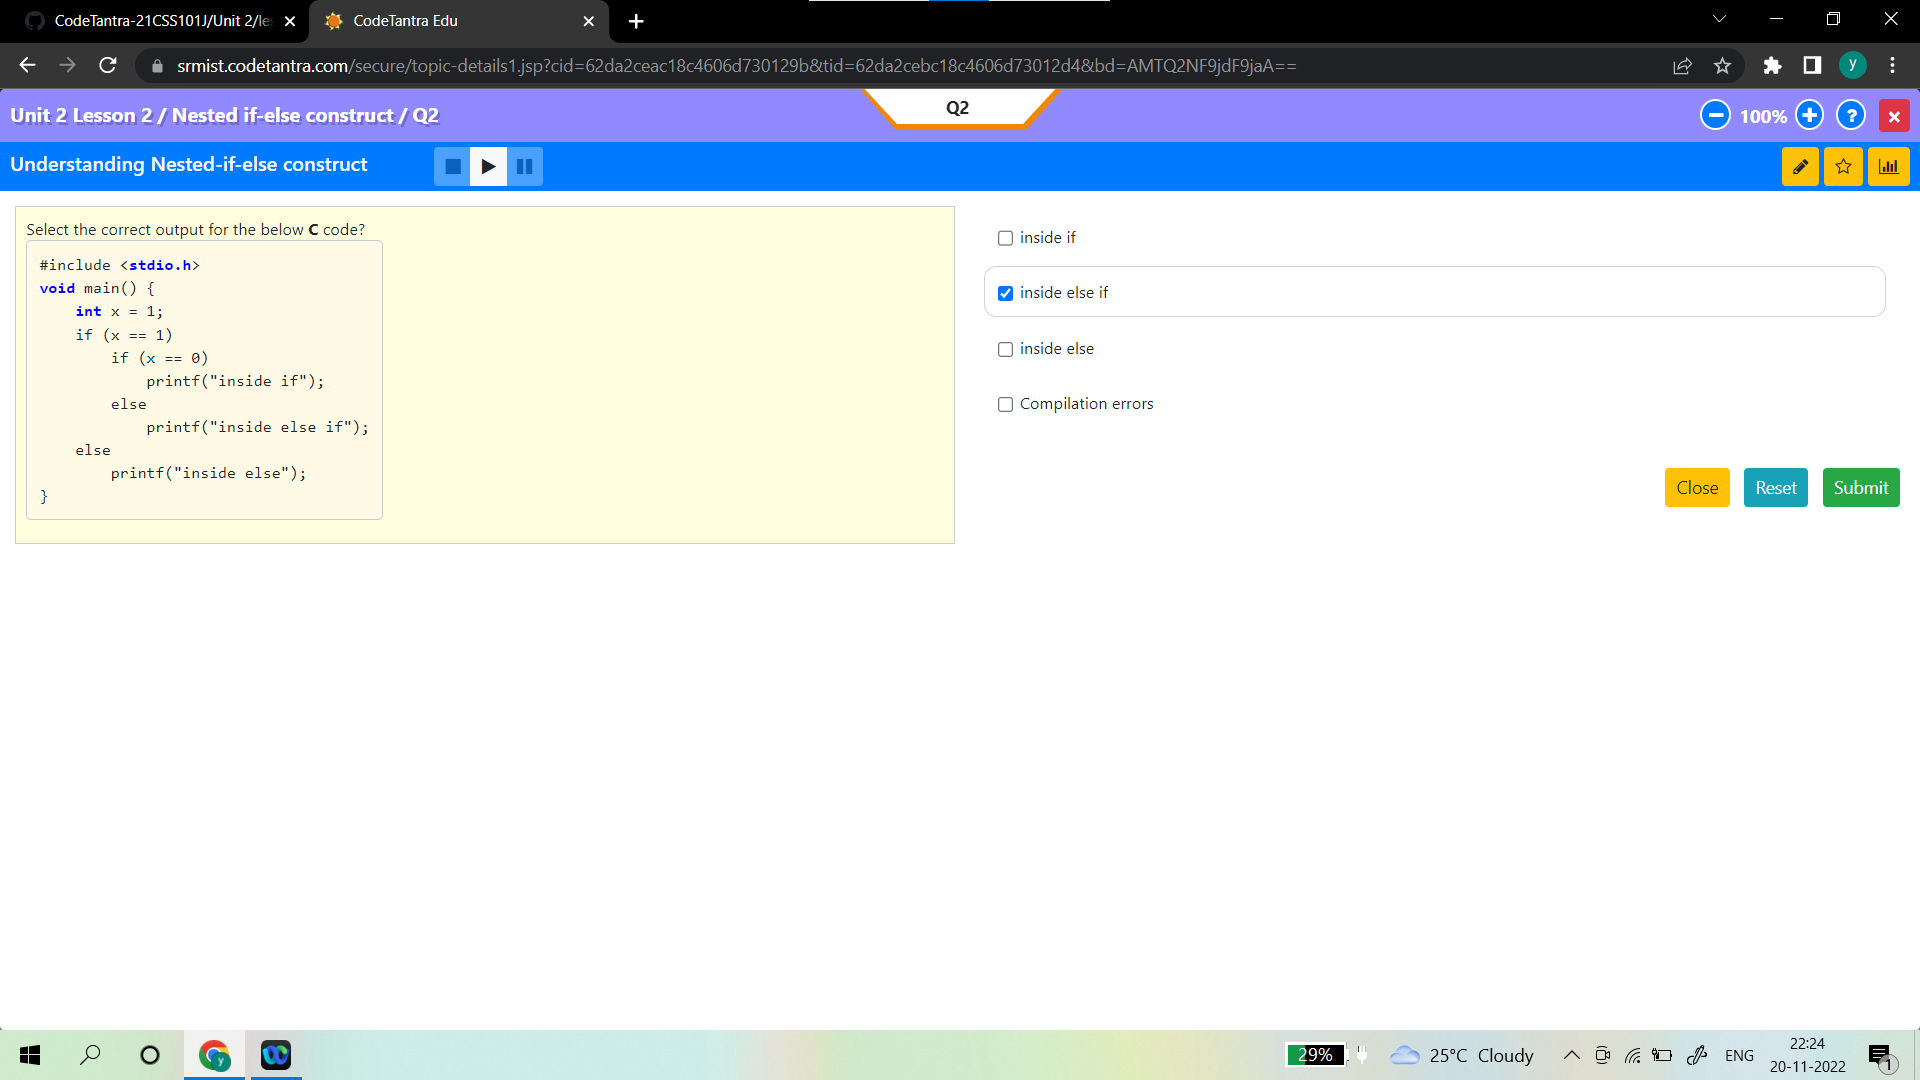 CodeTantra-21CSS101J/Unit 2/les
CodeTantra Edu
srmist.codetantra.com/secure/topic-details1.jsp?cid=62da2ceac18c4606d730129b&tid=62da2cebc18c4606d73012d4&bd=AMTQ2NF9jdF9jaA==
y
Unit 2 Lesson 2 / Nested if-else construct / Q2
Q2
100%
?
Understanding Nested-if-else construct
Select the correct output for the below C code?
#include <stdio.h>
void main() {
    int x = 1;
    if (x == 1)
        if (x == 0)
            printf("inside if");
        else
            printf("inside else if");
    else
        printf("inside else");
}
inside if
inside else if
inside else
Compilation errors
Close
Reset
Submit
y
29%
25°C Cloudy
ENG
22:24
20-11-2022
1